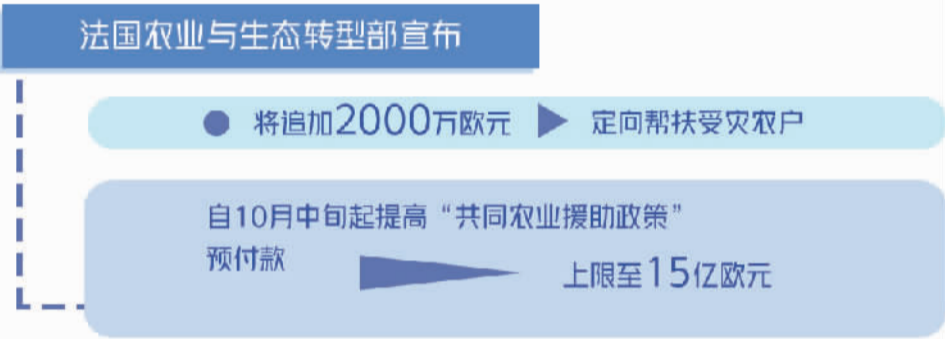 法国农业与生态转型部宣布
将追加2000万欧元 定向帮扶受灾农户
自10月中旬起提高“共同农业援助政策”
预付款
上限至15亿欧元